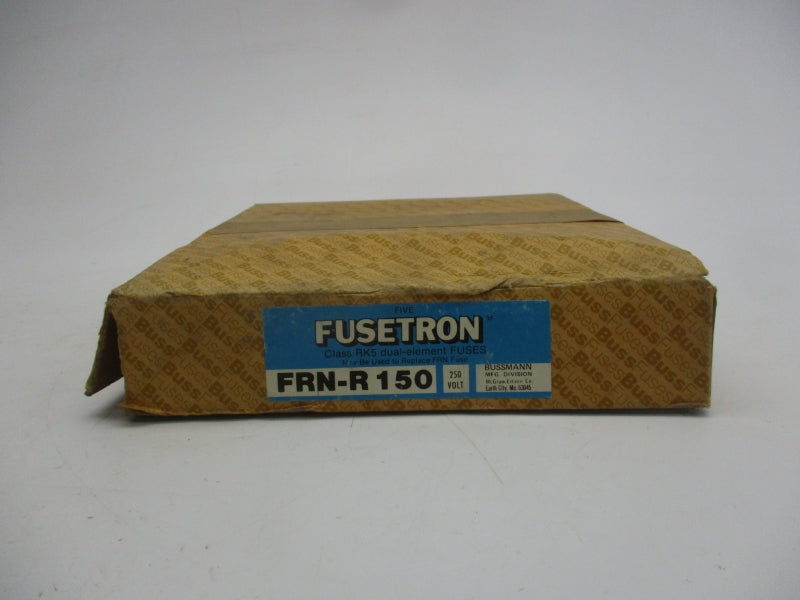 FIVE
FUSETRON
Class RK5 dual-element FUSES
May Be Used to Replace FRN Fuse
FRN-R 150
250
VOLT
BUSSMANN
MFG. DIVISION
McGraw-Edison Co.
Earth City, Mo. 63045